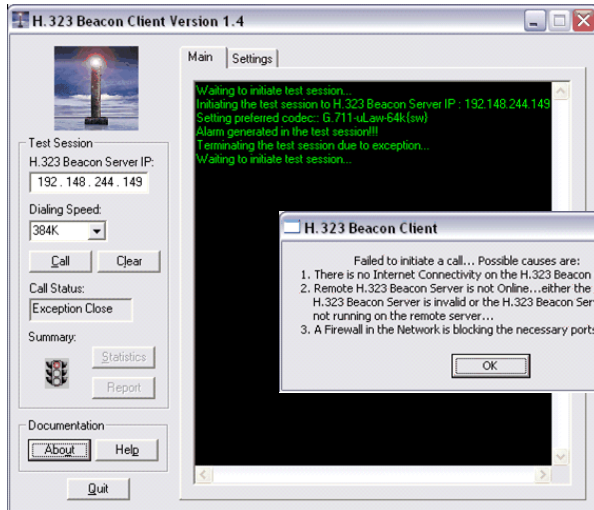 H.323 Beacon Client Version 1.4
Main
Settings
Waiting to initiate test session...
Initiating the test session to H.323 Beacon Server IP : 192.148.244.149
Setting preferred codec:: G.711-uLaw-64k{sw}
Alarm generated in the test session!!!
Terminating the test session due to exception...
Waiting to initiate test session...
Test Session
H.323 Beacon Server IP:
192 . 148 . 244 . 149
Dialing Speed:
384K
Call
Clear
Call Status:
Exception Close
Summary:
Statistics
Report
Documentation
About
Help
Quit
H.323 Beacon Client
Failed to initiate a call... Possible causes are:
1. There is no Internet Connectivity on the H.323 Beacon
2. Remote H.323 Beacon Server is not Online...either the
H.323 Beacon Server is invalid or the H.323 Beacon Ser
not running on the remote server...
3. A Firewall in the Network is blocking the necessary ports
OK